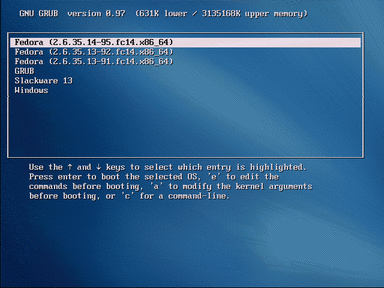 GNU GRUB  version 0.97  (631K lower / 3135168K upper memory)
Fedora (2.6.35.14-95.fc14.x86_64)
Fedora (2.6.35.13-92.fc14.x86_64)
Fedora (2.6.35.13-91.fc14.x86_64)
GRUB
Slackware 13
Windows
Use the ↑ and ↓ keys to select which entry is highlighted.
Press enter to boot the selected OS, 'e' to edit the
commands before booting, 'a' to modify the kernel arguments
before booting, or 'c' for a command-line.